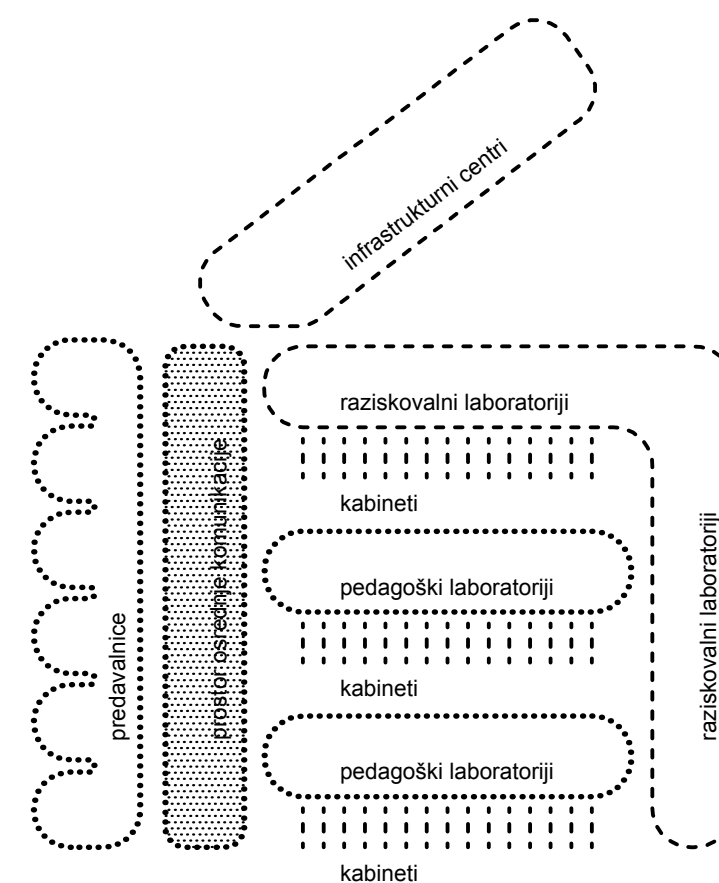 infrastrukturni centri
raziskovalni laboratoriji
kabineti
pedagoški laboratoriji
kabineti
pedagoški laboratoriji
kabineti
predavalnice
prostor osrednje komunikacije
raziskovalni laboratoriji